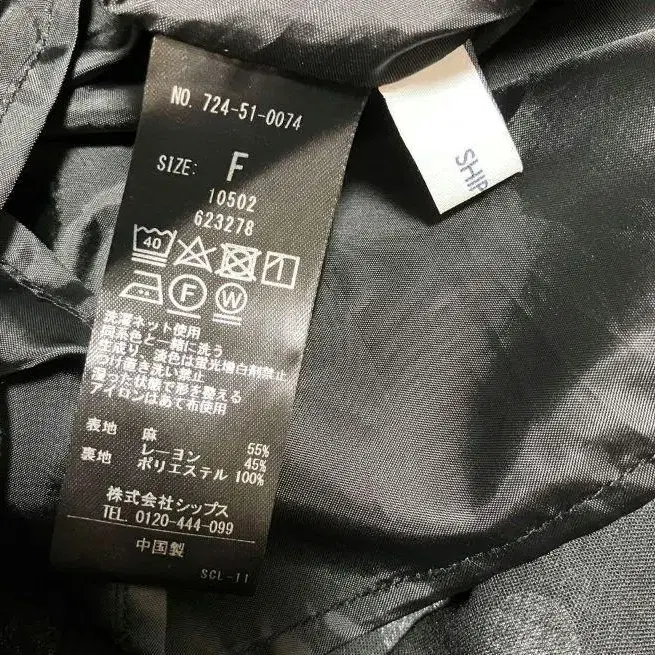 NO. 724-51-0074
SIZE: F
10502
623278
40
F W
洗濯ネット使用
同系色と一緒に洗う
生成り、淡色は蛍光増白剤禁止
つけ置き洗い禁止
湿った状態で形を整える
アイロンはあて布使用
表地 麻 55%
レーヨン 45%
裏地 ポリエステル 100%
株式会社シップス
TEL. 0120-444-099
中国製
SCL-11
SHIP